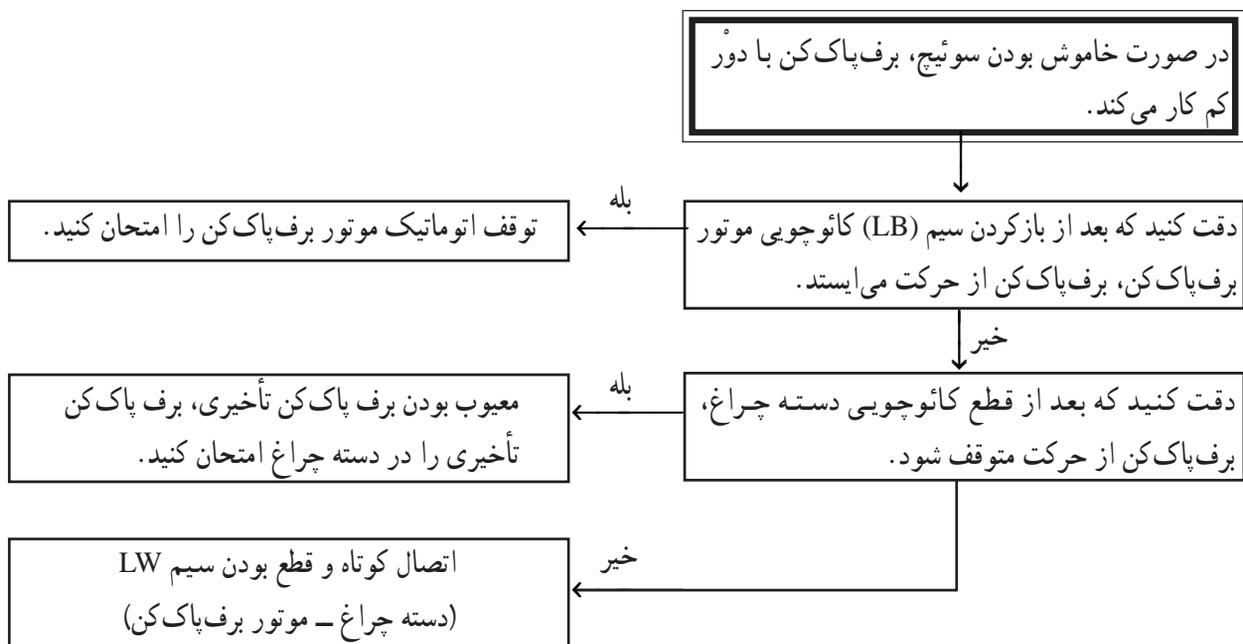 در صورت خاموش بودن سوئیچ، برف‌پاک‌کن با دوْر
کم کار می‌کند.
دقت کنید که بعد از بازکردن سیم (LB) کائوچویی موتور
برف‌پاک‌کن، برف‌پاک‌کن از حرکت می‌ایستد.
بله
توقف اتوماتیک موتور برف‌پاک‌کن را امتحان کنید.
خیر
دقت کنید که بعد از قطع کائوچویی دسته چراغ،
برف‌پاک‌کن از حرکت متوقف شود.
بله
معیوب بودن برف پاک‌کن تأخیری، برف پاک‌کن
تأخیری را در دسته چراغ امتحان کنید.
خیر
اتصال کوتاه و قطع بودن سیم LW
(دسته چراغ ــ موتور برف‌پاک‌کن)